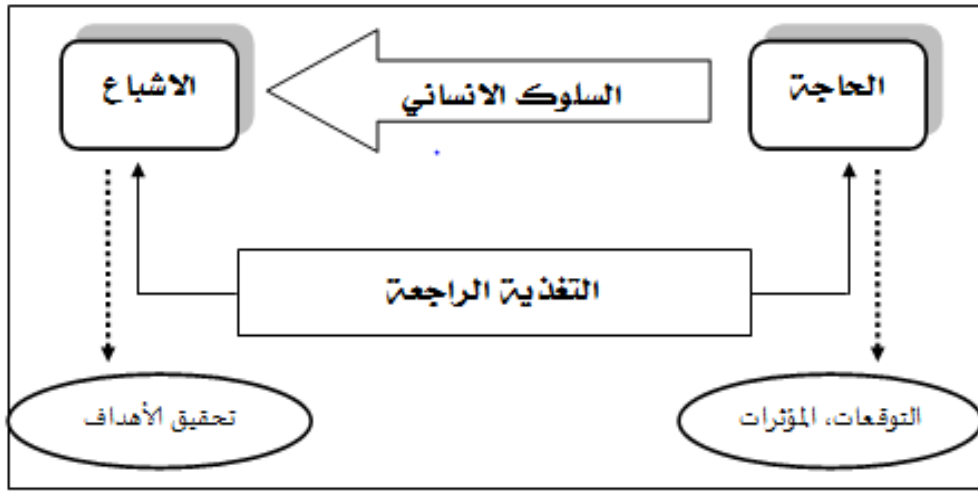 الحاجة
السلوك الانساني
الاشباع
التغذية الراجعة
التوقعات، المؤثرات
تحقيق الأهداف